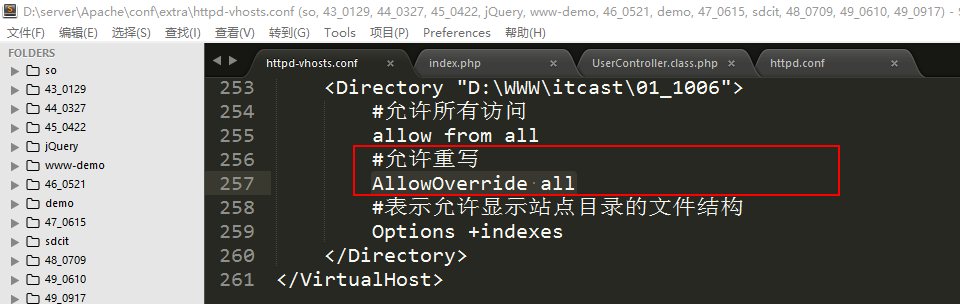 D:\server\Apache\conf\extra\httpd-vhosts.conf (so, 43_0129, 44_0327, 45_0422, jQuery, www-demo, 46_0521, demo, 47_0615, sdcit, 48_0709, 49_0610, 49_0917) - S
文件(F) 编辑(E) 选择(S) 查找(I) 查看(V) 转到(G) Tools 项目(P) Preferences 帮助(H)
FOLDERS
so
43_0129
44_0327
45_0422
jQuery
www-demo
46_0521
demo
47_0615
sdcit
48_0709
49_0610
49_0917
httpd-vhosts.conf × index.php × UserController.class.php × httpd.conf ×
253 <Directory "D:\WWW\itcast\01_1006">
254 #允许所有访问
255 allow from all
256 #允许重写
257 AllowOverride all
258 #表示允许显示站点目录的文件结构
259 Options +indexes
260 </Directory>
261 </VirtualHost>